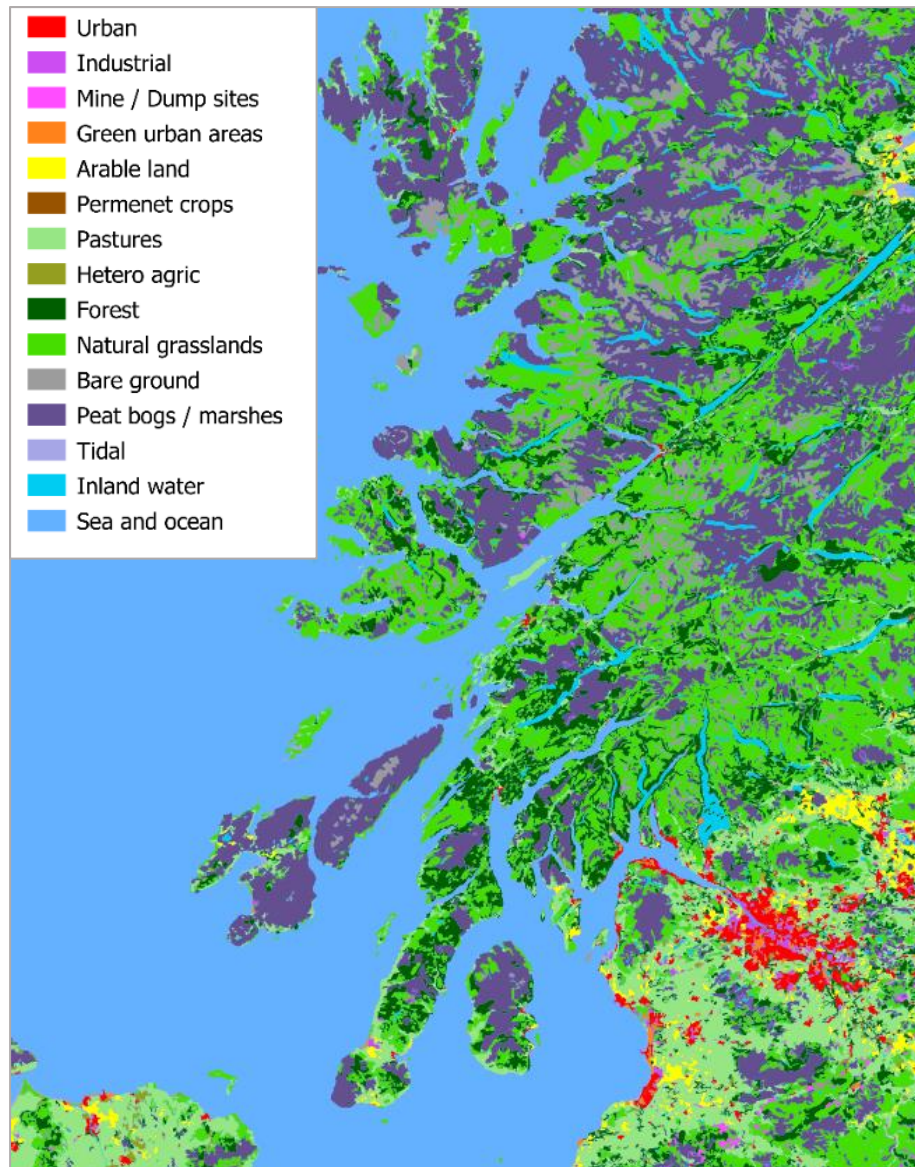 Urban
Industrial
Mine / Dump sites
Green urban areas
Arable land
Permenet crops
Pastures
Hetero agric
Forest
Natural grasslands
Bare ground
Peat bogs / marshes
Tidal
Inland water
Sea and ocean